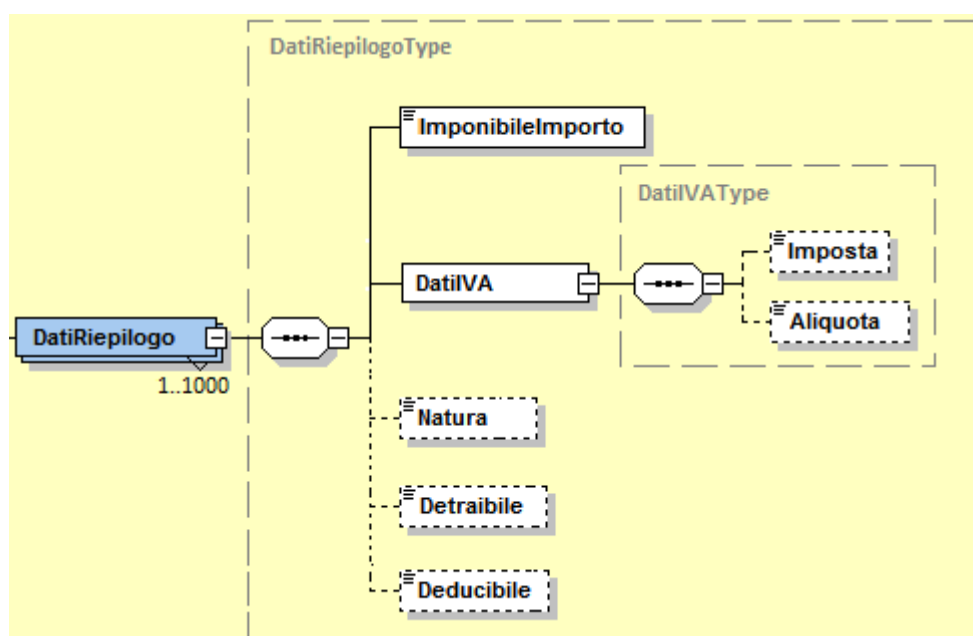 DatiRiepilogoType
ImponibileImporto
DatiIVAType
Imposta
DatiIVA
Aliquota
DatiRiepilogo
1..1000
Natura
Detraibile
Deducibile